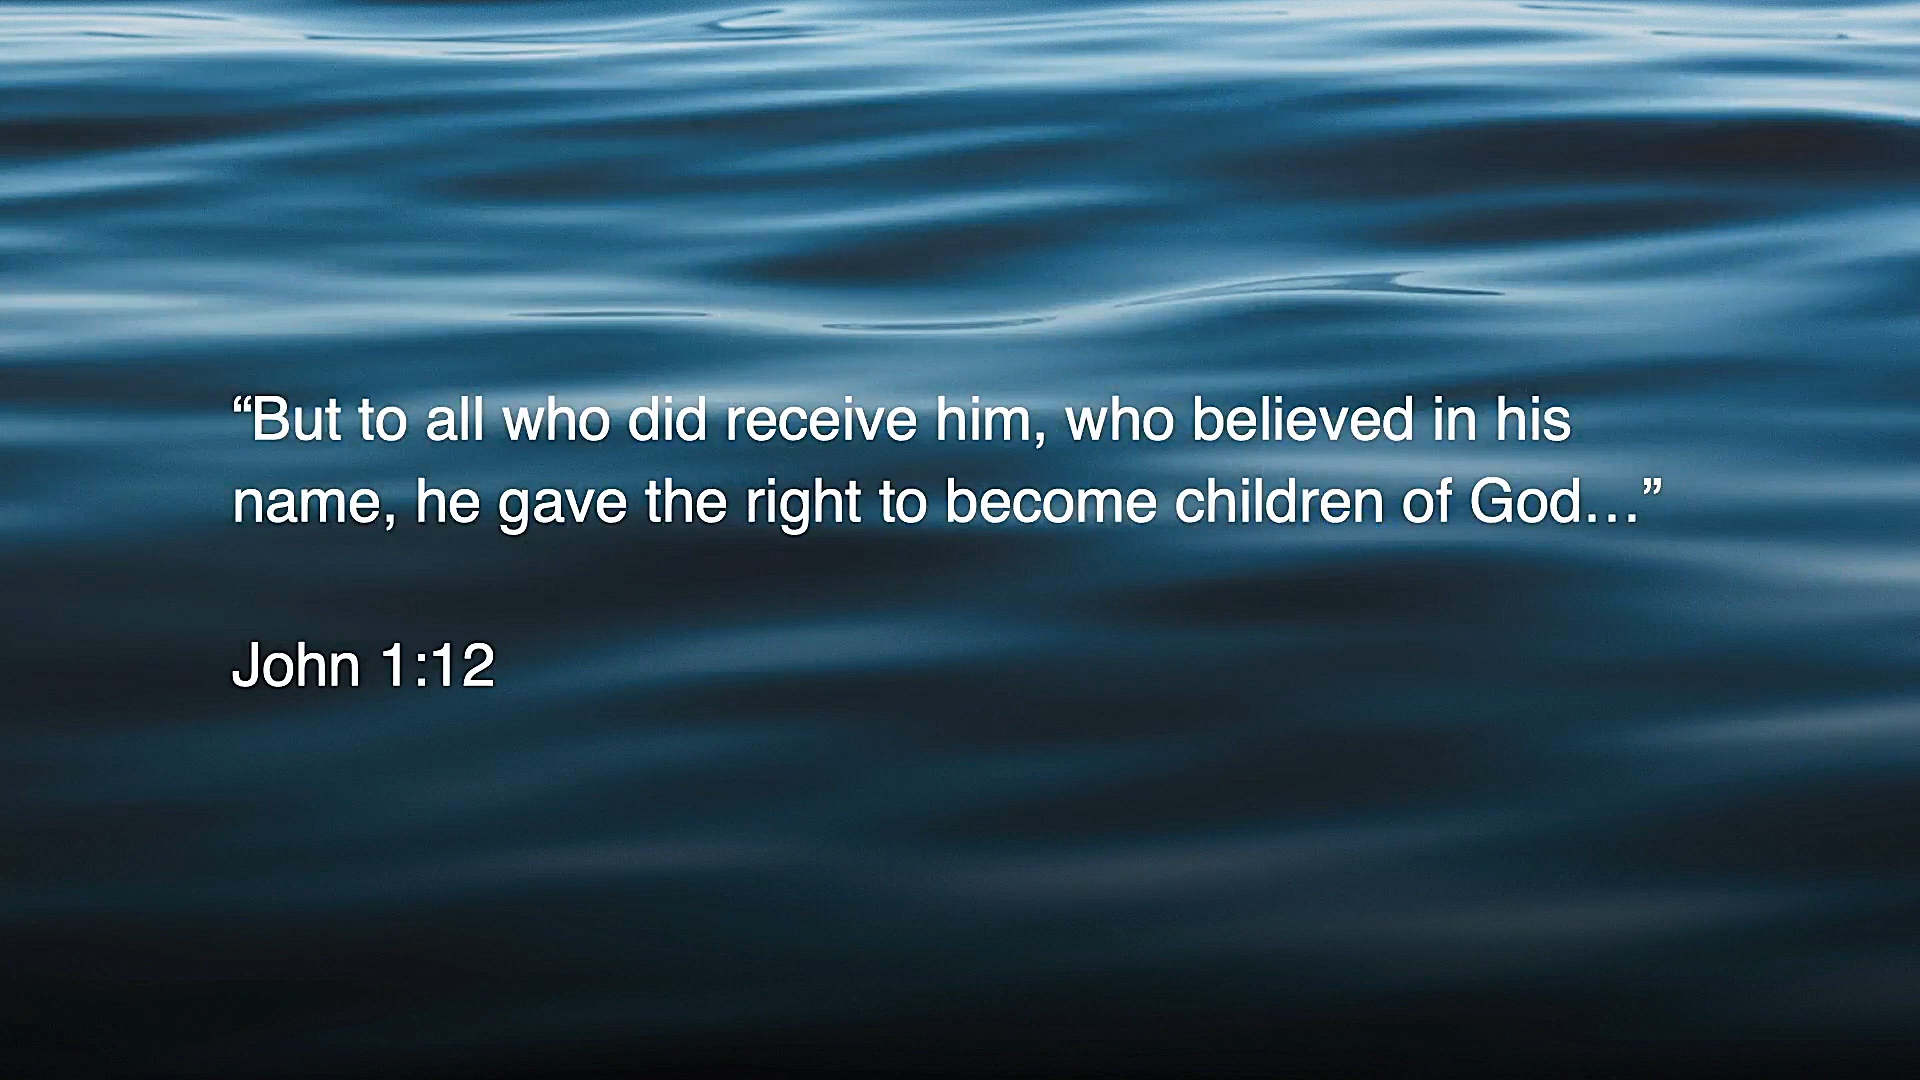 “But to all who did receive him, who believed in his
name, he gave the right to become children of God…”
John 1:12